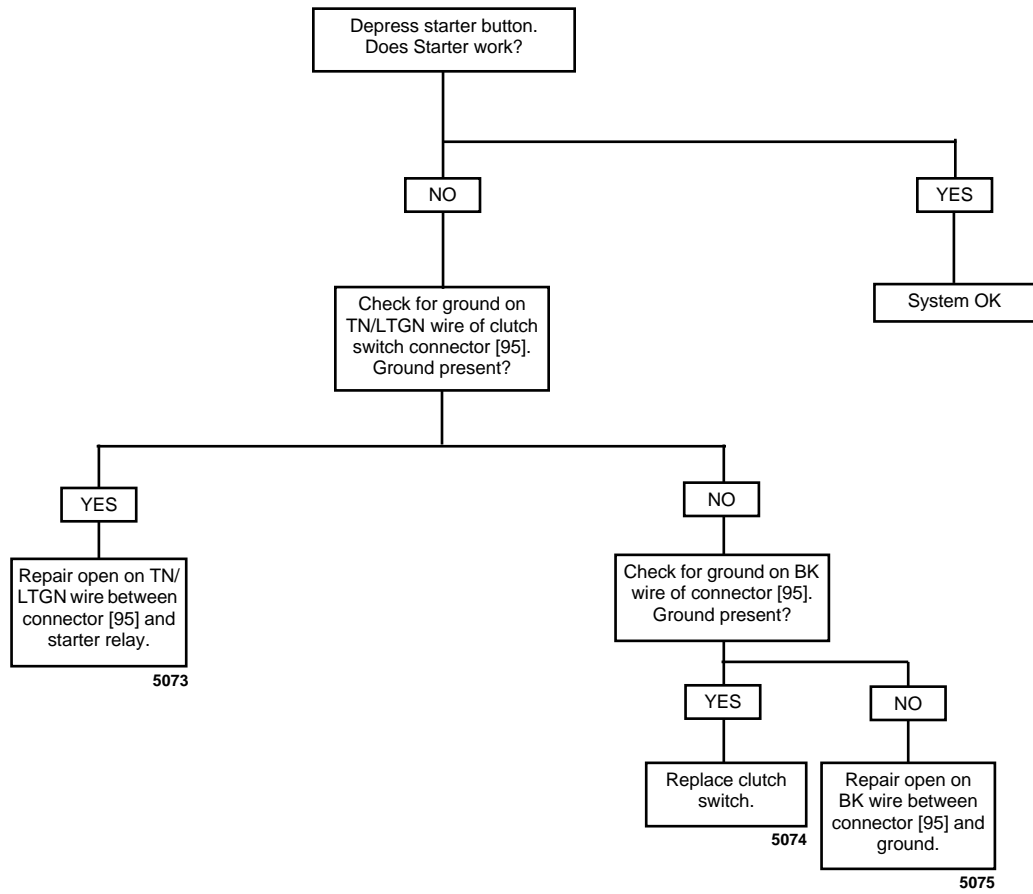 Depress starter button.
Does Starter work?
NO
YES
Check for ground on
TN/LTGN wire of clutch
switch connector [95].
Ground present?
System OK
YES
NO
Repair open on TN/
LTGN wire between
connector [95] and
starter relay.
5073
Check for ground on BK
wire of connector [95].
Ground present?
YES
NO
Replace clutch
switch.
5074
Repair open on
BK wire between
connector [95] and
ground.
5075